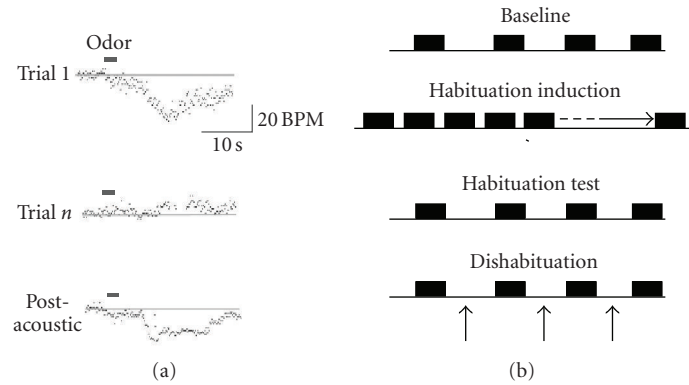 Odor
Trial 1
20 BPM
10 s
Trial n
Post-
acoustic
(a)
Baseline
Habituation induction
Habituation test
Dishabituation
(b)